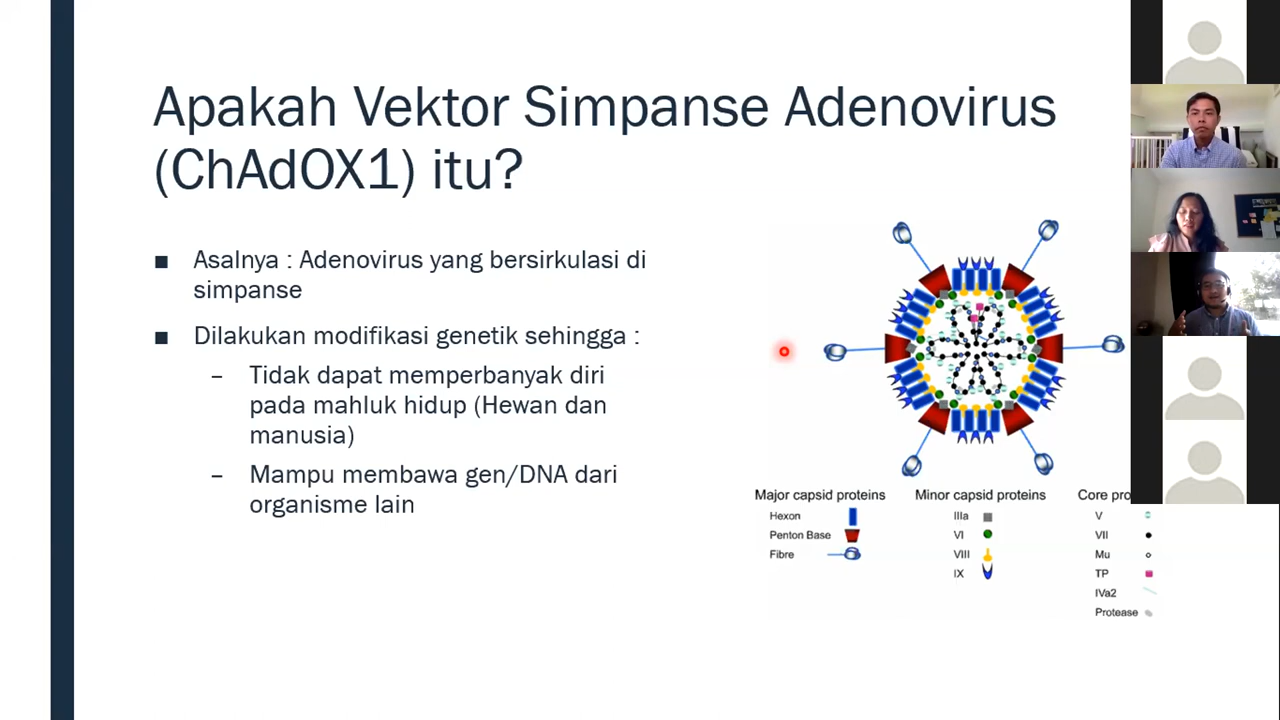 Apakah Vektor Simpanse Adenovirus
(ChAdOX1) itu?
■ Asalnya : Adenovirus yang bersirkulasi di
simpanse
■ Dilakukan modifikasi genetik sehingga :
– Tidak dapat memperbanyak diri
pada mahluk hidup (Hewan dan
manusia)
– Mampu membawa gen/DNA dari
organisme lain
Major capsid proteins
Hexon
Penton Base
Fibre
Minor capsid proteins
IIIa
VI
VIII
IX
Core
V
VII
Mu
TP
IVa2
Protease